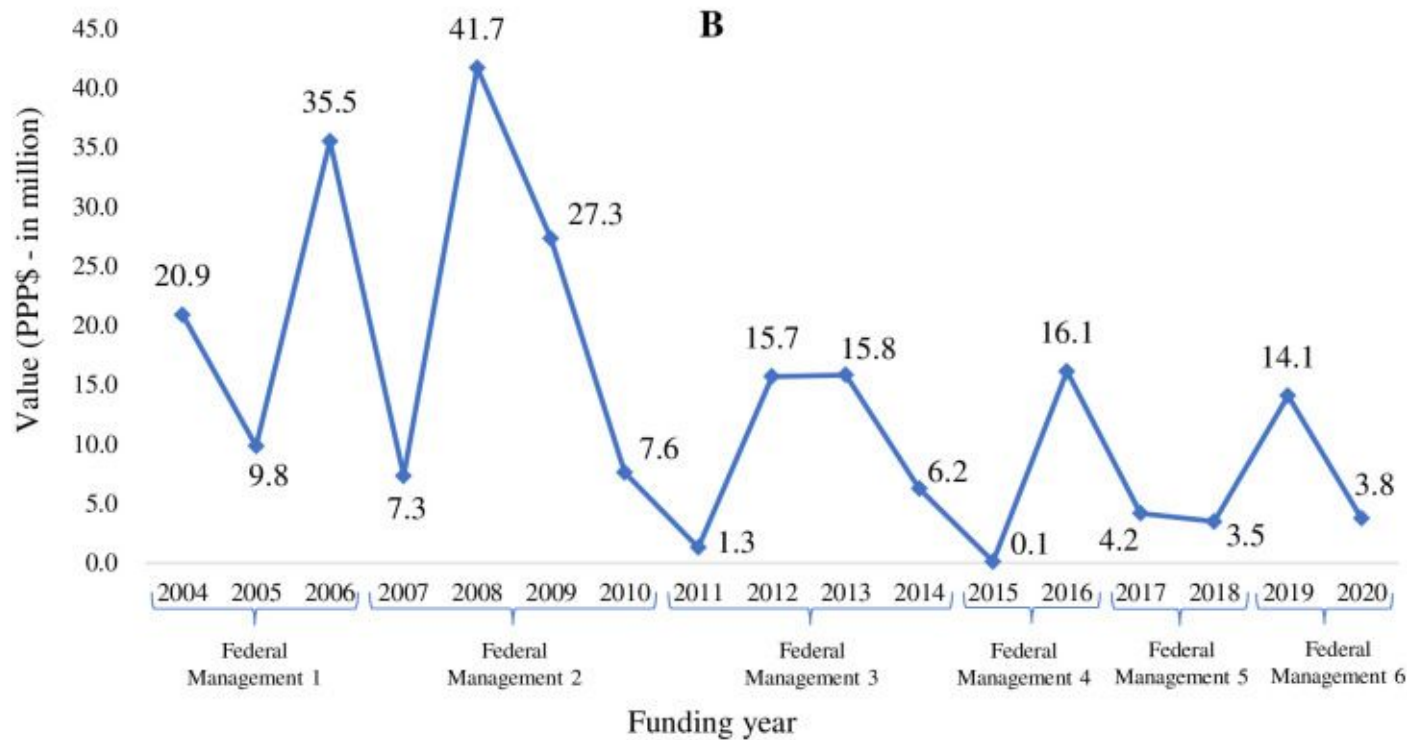 B
Value (PPP$ - in million)
45.0
40.0
35.0
30.0
25.0
20.0
15.0
10.0
5.0
0.0
20.9
9.8
35.5
7.3
41.7
27.3
7.6
1.3
15.7
15.8
6.2
0.1
16.1
4.2
3.5
14.1
3.8
2004 2005 2006 2007 2008 2009 2010 2011 2012 2013 2014 2015 2016 2017 2018 2019 2020
Federal Management 1
Federal Management 2
Federal Management 3
Federal Management 4
Federal Management 5
Federal Management 6
Funding year